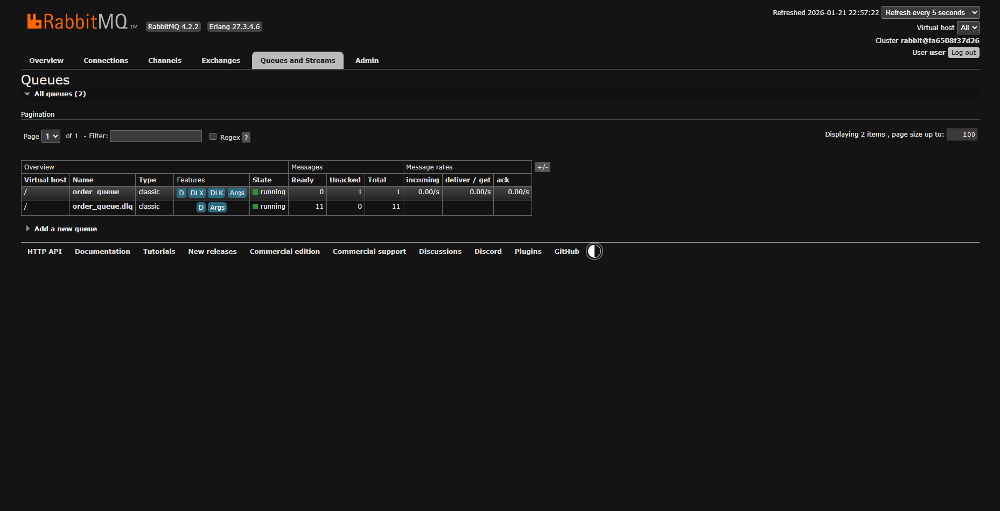 RabbitMQ TM RabbitMQ 4.2.2 Erlang 27.3.4.6
Refreshed 2026-01-21 22:57:22 Refresh every 5 seconds
Virtual host All
Cluster rabbit@fa6508f37d26
User user Log out
Overview Connections Channels Exchanges Queues and Streams Admin
Queues
All queues (2)
Pagination
Page 1 of 1 - Filter: Regex ?
Displaying 2 items , page size up to: 100
Overview Messages Message rates +/-
Virtual host Name Type Features State Ready Unacked Total incoming deliver / get ack
/ order_queue classic D DLX DLK Args running 0 1 1 0.00/s 0.00/s 0.00/s
/ order_queue.dlq classic D Args running 11 0 11
Add a new queue
HTTP API Documentation Tutorials New releases Commercial edition Commercial support Discussions Discord Plugins GitHub